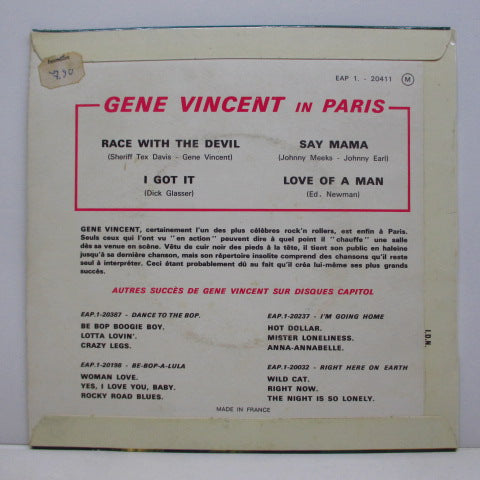 7.90
EAP 1. - 20411 M
GENE VINCENT IN PARIS
RACE WITH THE DEVIL
(Sheriff Tex Davis - Gene Vincent)
SAY MAMA
(Johnny Meeks - Johnny Earl)
I GOT IT
(Dick Glasser)
LOVE OF A MAN
(Ed. Newman)
GENE VINCENT, certainement l'un des plus célèbres rock'n rollers, est enfin à Paris.
Seuls ceux qui l'ont vu "en action" peuvent dire à quel point il "chauffe" une salle
dès sa venue en scène. Vêtu de cuir noir des pieds à la tête, il tient son public en haleine
jusqu'à sa dernière chanson, mais son répertoire insolite comprend des chansons qu'il reste
seul à interpréter. Ceci étant probablement dû au fait qu'il créa lui-même ses plus grands
succès.
AUTRES SUCCÈS DE GENE VINCENT SUR DISQUES CAPITOL
EAP.1-20387 - DANCE TO THE BOP.
BE BOP BOOGIE BOY.
LOTTA LOVIN'.
CRAZY LEGS.
EAP.1-20237 - I'M GOING HOME
HOT DOLLAR.
MISTER LONELINESS.
ANNA-ANNABELLE.
EAP.1-20198 - BE-BOP-A-LULA
WOMAN LOVE.
YES, I LOVE YOU, BABY.
ROCKY ROAD BLUES.
EAP.1-20032 - RIGHT HERE ON EARTH
WILD CAT.
RIGHT NOW.
THE NIGHT IS SO LONELY.
I.D.N.
MADE IN FRANCE